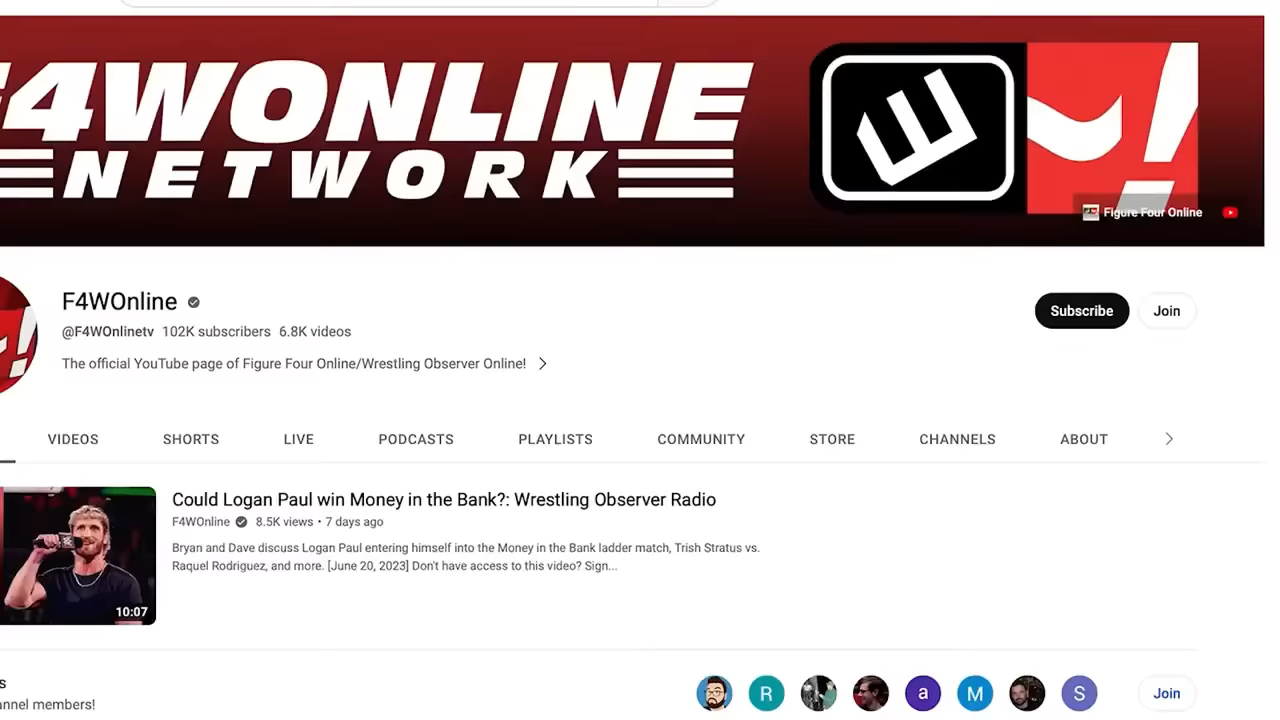 F4WONLINE
NETWORK
Figure Four Online
F4WOnline
@F4WOnlinetv 102K subscribers 6.8K videos
The official YouTube page of Figure Four Online/Wrestling Observer Online!
Subscribe
Join
VIDEOS SHORTS LIVE PODCASTS PLAYLISTS COMMUNITY STORE CHANNELS ABOUT
10:07
Could Logan Paul win Money in the Bank?: Wrestling Observer Radio
F4WOnline 8.5K views • 7 days ago
Bryan and Dave discuss Logan Paul entering himself into the Money in the Bank ladder match, Trish Stratus vs.
Raquel Rodriguez, and more. [June 20, 2023] Don't have access to this video? Sign...
R a M S
Join
annel members!